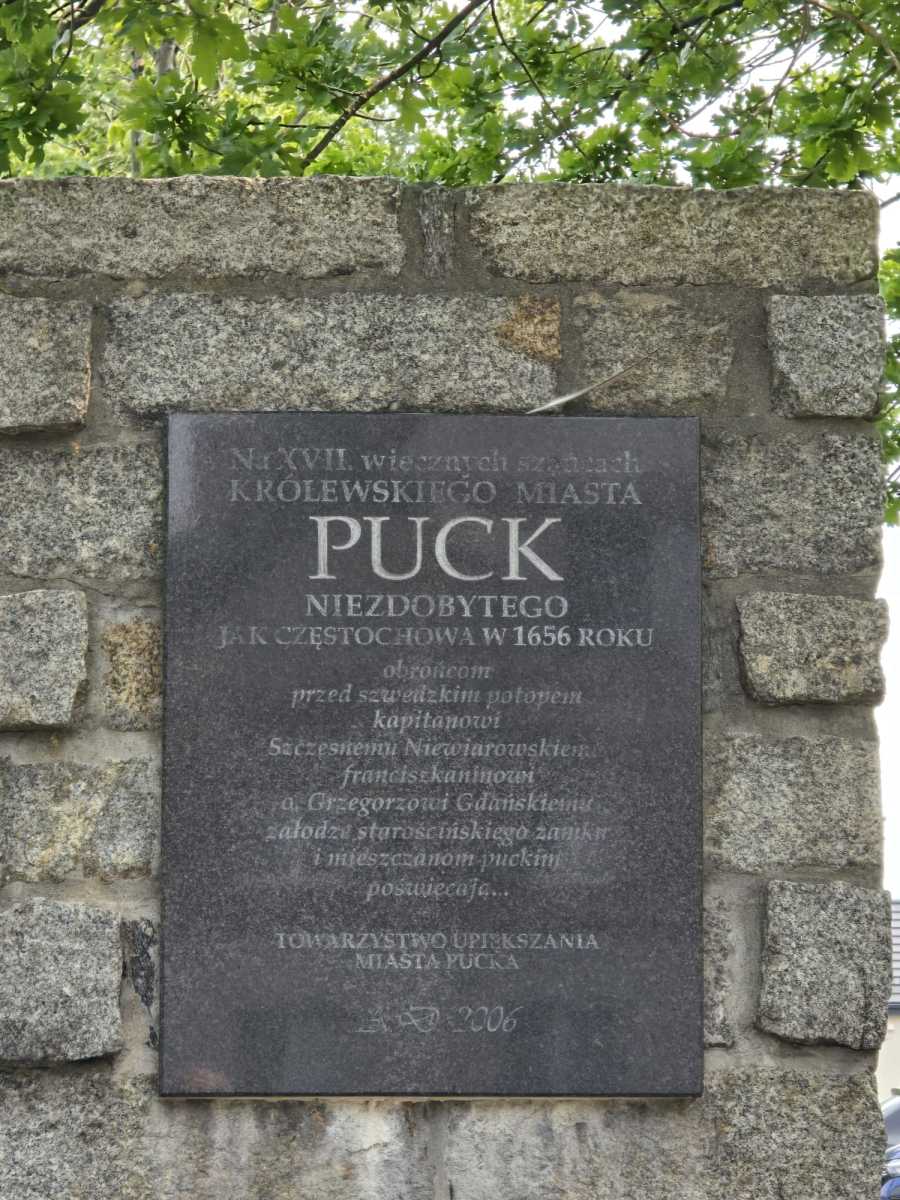 Na XVII. wiecznych szańcach
KRÓLEWSKIEGO MIASTA
PUCK
NIEZDOBYTEGO
JAK CZĘSTOCHOWA W 1656 ROKU
obrońcom
przed szwedzkim potopem
kapitanowi
Szczęsnemu Niewiarowskiemu
franciszkaninowi
o. Grzegorzowi Gdańskiemu
załodze starościńskiego zamku
i mieszczanom puckim
poświęcają...
TOWARZYSTWO UPIĘKSZANIA
MIASTA PUCKA
A D 2006